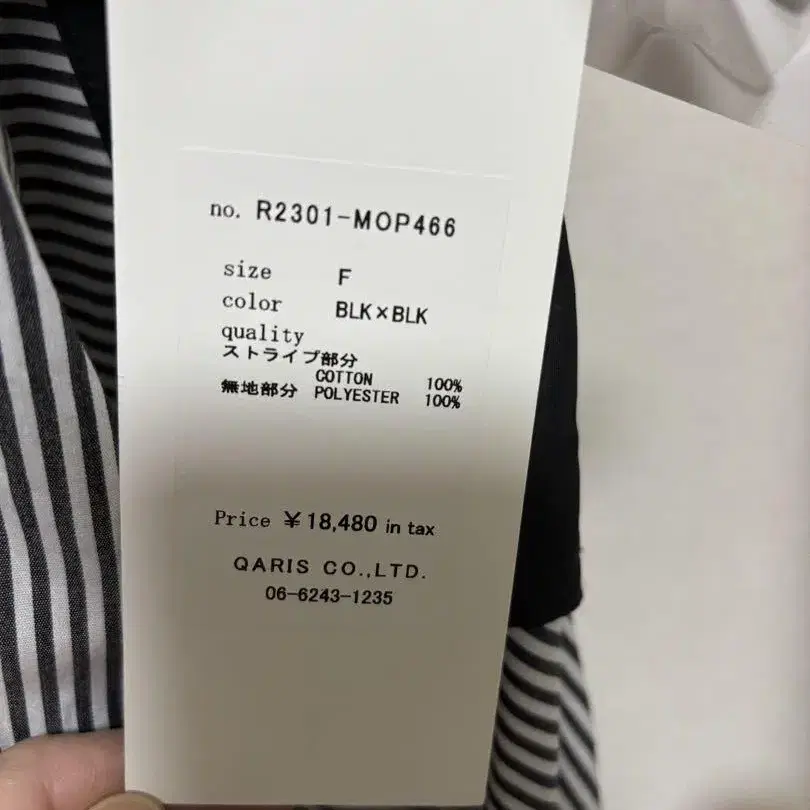 no. R2301-MOP466
size F
color BLK×BLK
quality
ストライプ部分
COTTON 100%
無地部分 POLYESTER 100%
Price ¥18,480 in tax
QARIS CO.,LTD.
06-6243-1235